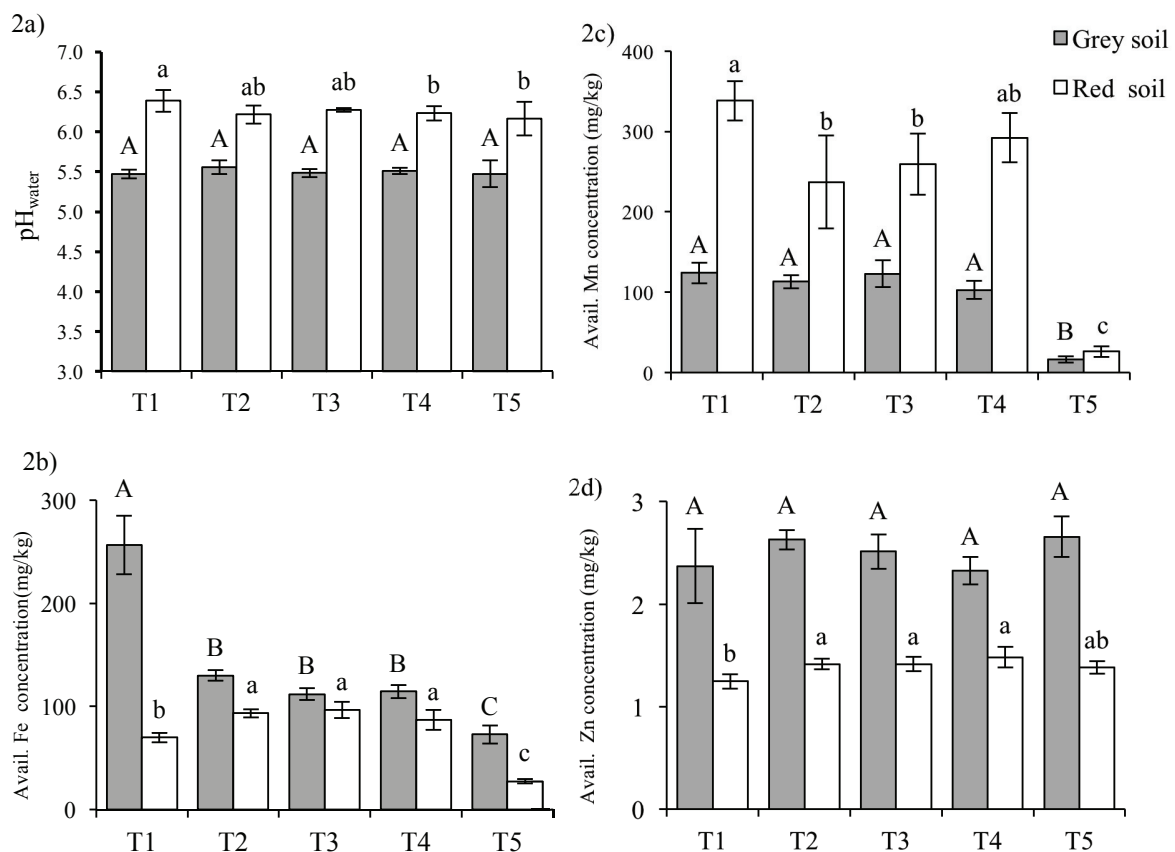 2a)
7.0
6.5
6.0
5.5
5.0
4.5
4.0
3.5
3.0
pHwater
a ab ab b b
A A A A A
T1 T2 T3 T4 T5
2c)
Grey soil
Red soil
400
300
200
100
0
Avail. Mn concentration (mg/kg)
a b b ab
A A A A B c
T1 T2 T3 T4 T5
2b)
300
200
100
0
Avail. Fe concentration(mg/kg)
A B B B C
b a a a c
T1 T2 T3 T4 T5
2d)
3
2
1
0
Avail. Zn concentration (mg/kg)
A A A A A
b a a a ab
T1 T2 T3 T4 T5